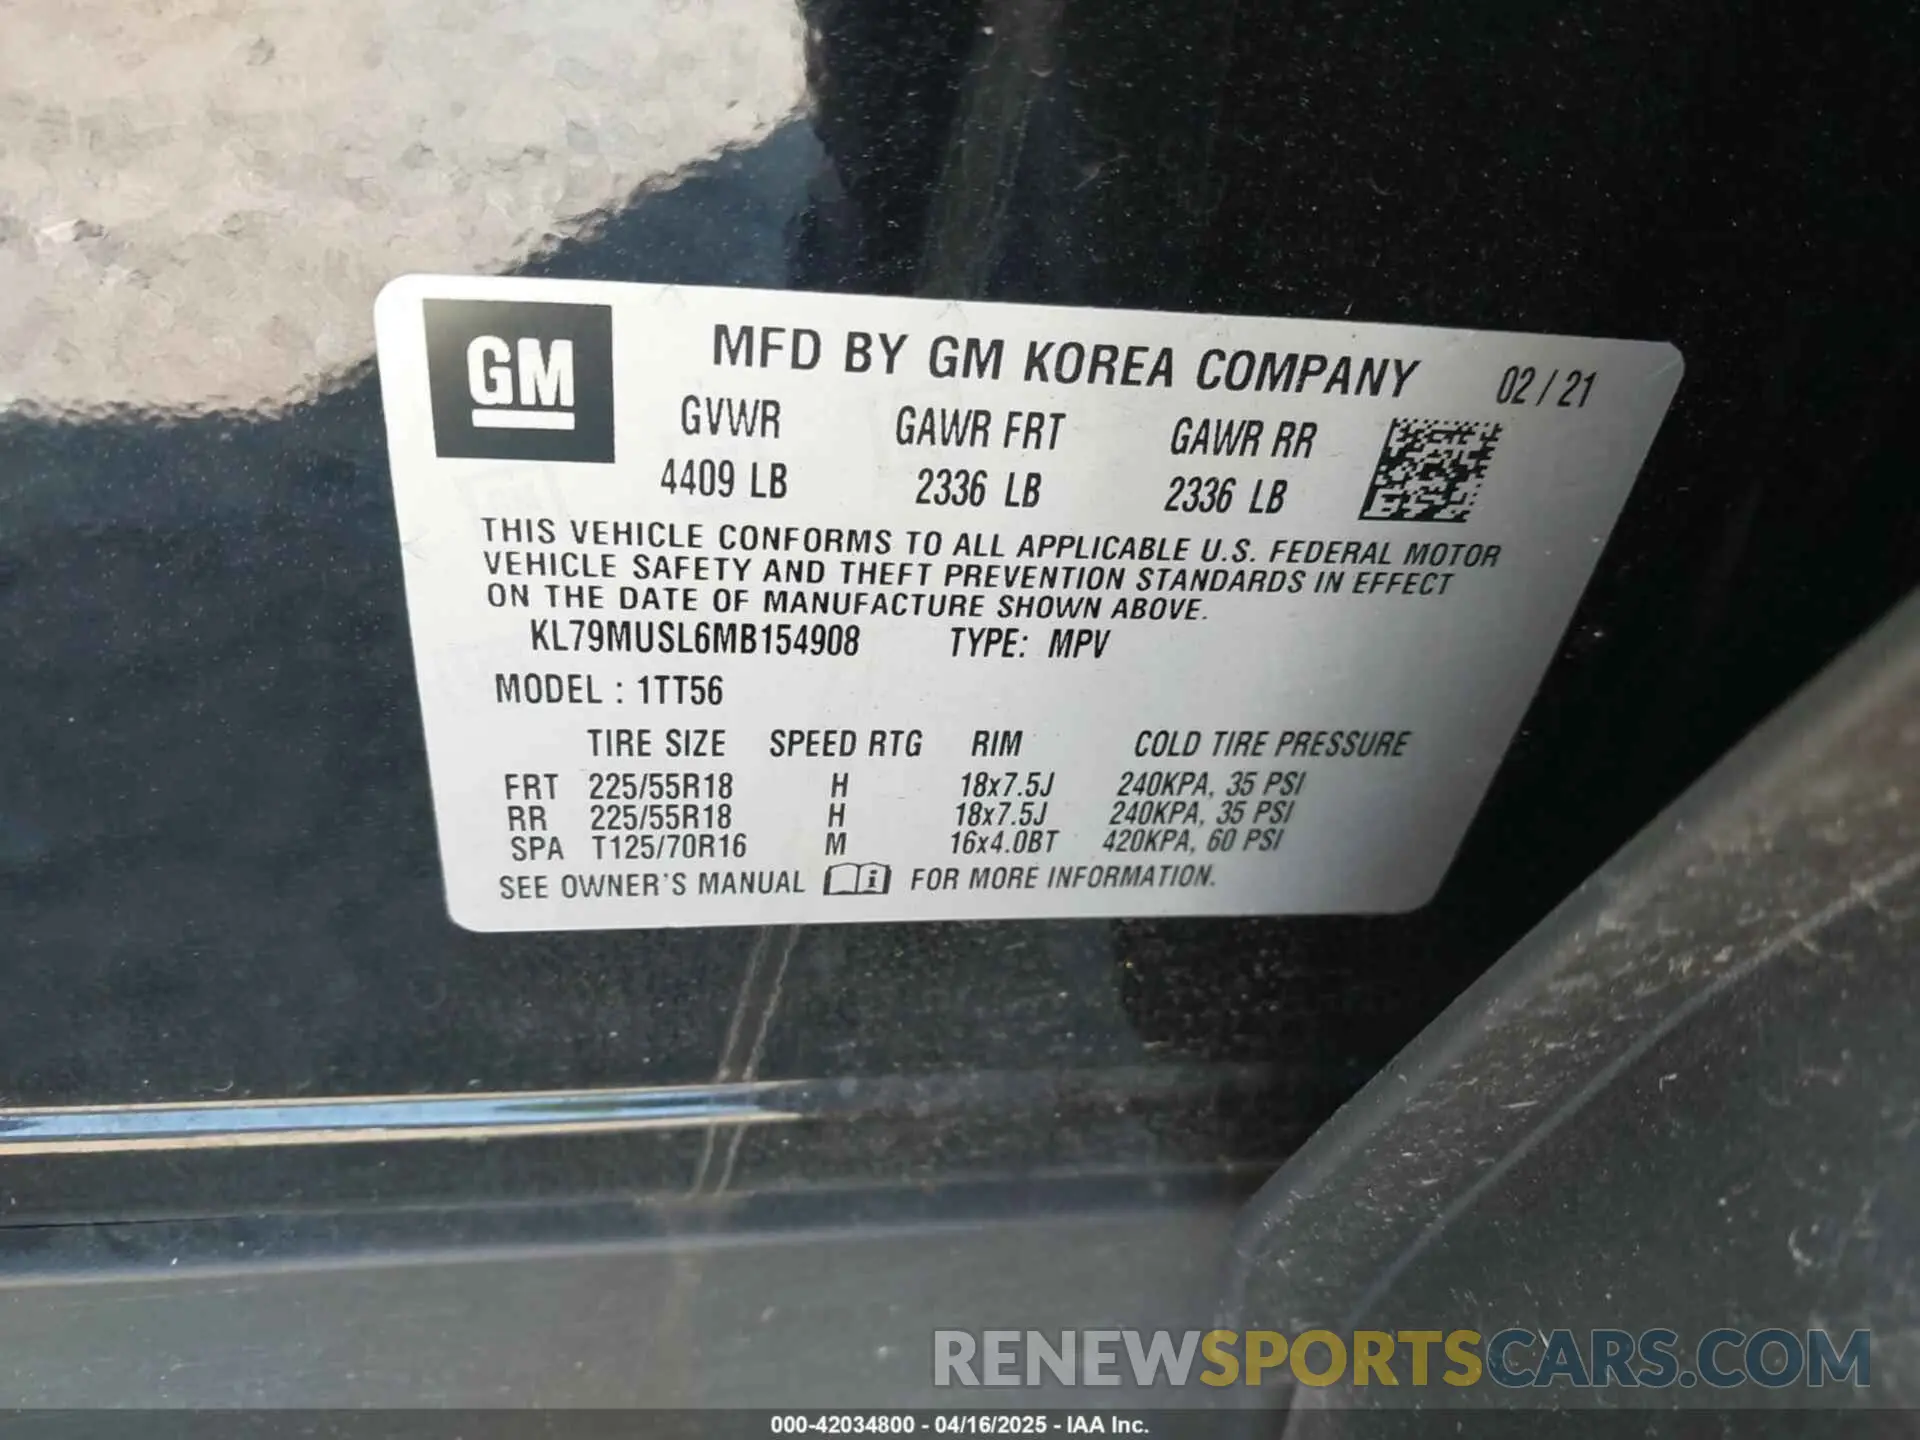 GM
MFD BY GM KOREA COMPANY 02/21
GVWR GAWR FRT GAWR RR
4409 LB 2336 LB 2336 LB
THIS VEHICLE CONFORMS TO ALL APPLICABLE U.S. FEDERAL MOTOR
VEHICLE SAFETY AND THEFT PREVENTION STANDARDS IN EFFECT
ON THE DATE OF MANUFACTURE SHOWN ABOVE.
KL79MUSL6MB154908 TYPE: MPV
MODEL : 1TT56
TIRE SIZE SPEED RTG RIM COLD TIRE PRESSURE
FRT 225/55R18 H 18x7.5J 240KPA, 35 PSI
RR 225/55R18 H 18x7.5J 240KPA, 35 PSI
SPA T125/70R16 M 16x4.0BT 420KPA, 60 PSI
SEE OWNER'S MANUAL i FOR MORE INFORMATION.
RENEWSPORTSCARS.COM
000-42034800 - 04/16/2025 - IAA Inc.